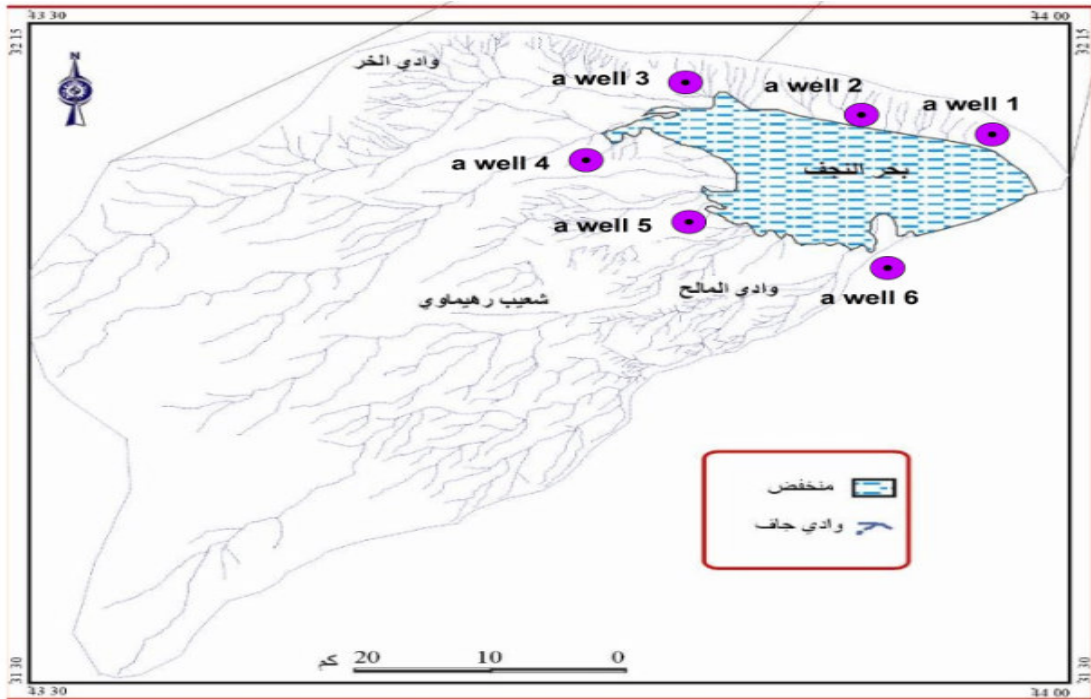 43 30
44 00
32 15
32 15
N
وادي الخر
a well 3
a well 2
a well 1
a well 4
بحر النجف
a well 5
وادي المالح
شعيب رهيماوي
a well 6
منخفض
وادي جاف
كم 20 10 0
31 30
31 30
43 30
44 00